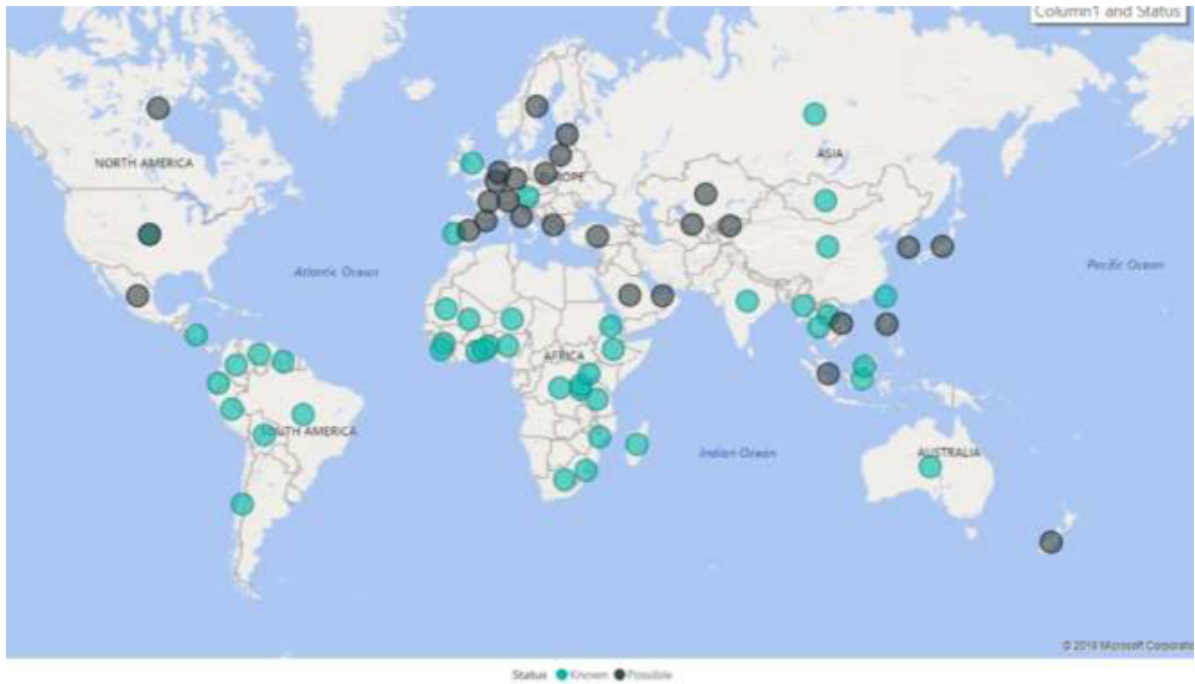 Column1 and Status
NORTH AMERICA
ASIA
Atlantic Ocean
Pacific Ocean
AFRICA
SOUTH AMERICA
Indian Ocean
AUSTRALIA
© 2019 Microsoft Corporatio
Status Known Possible